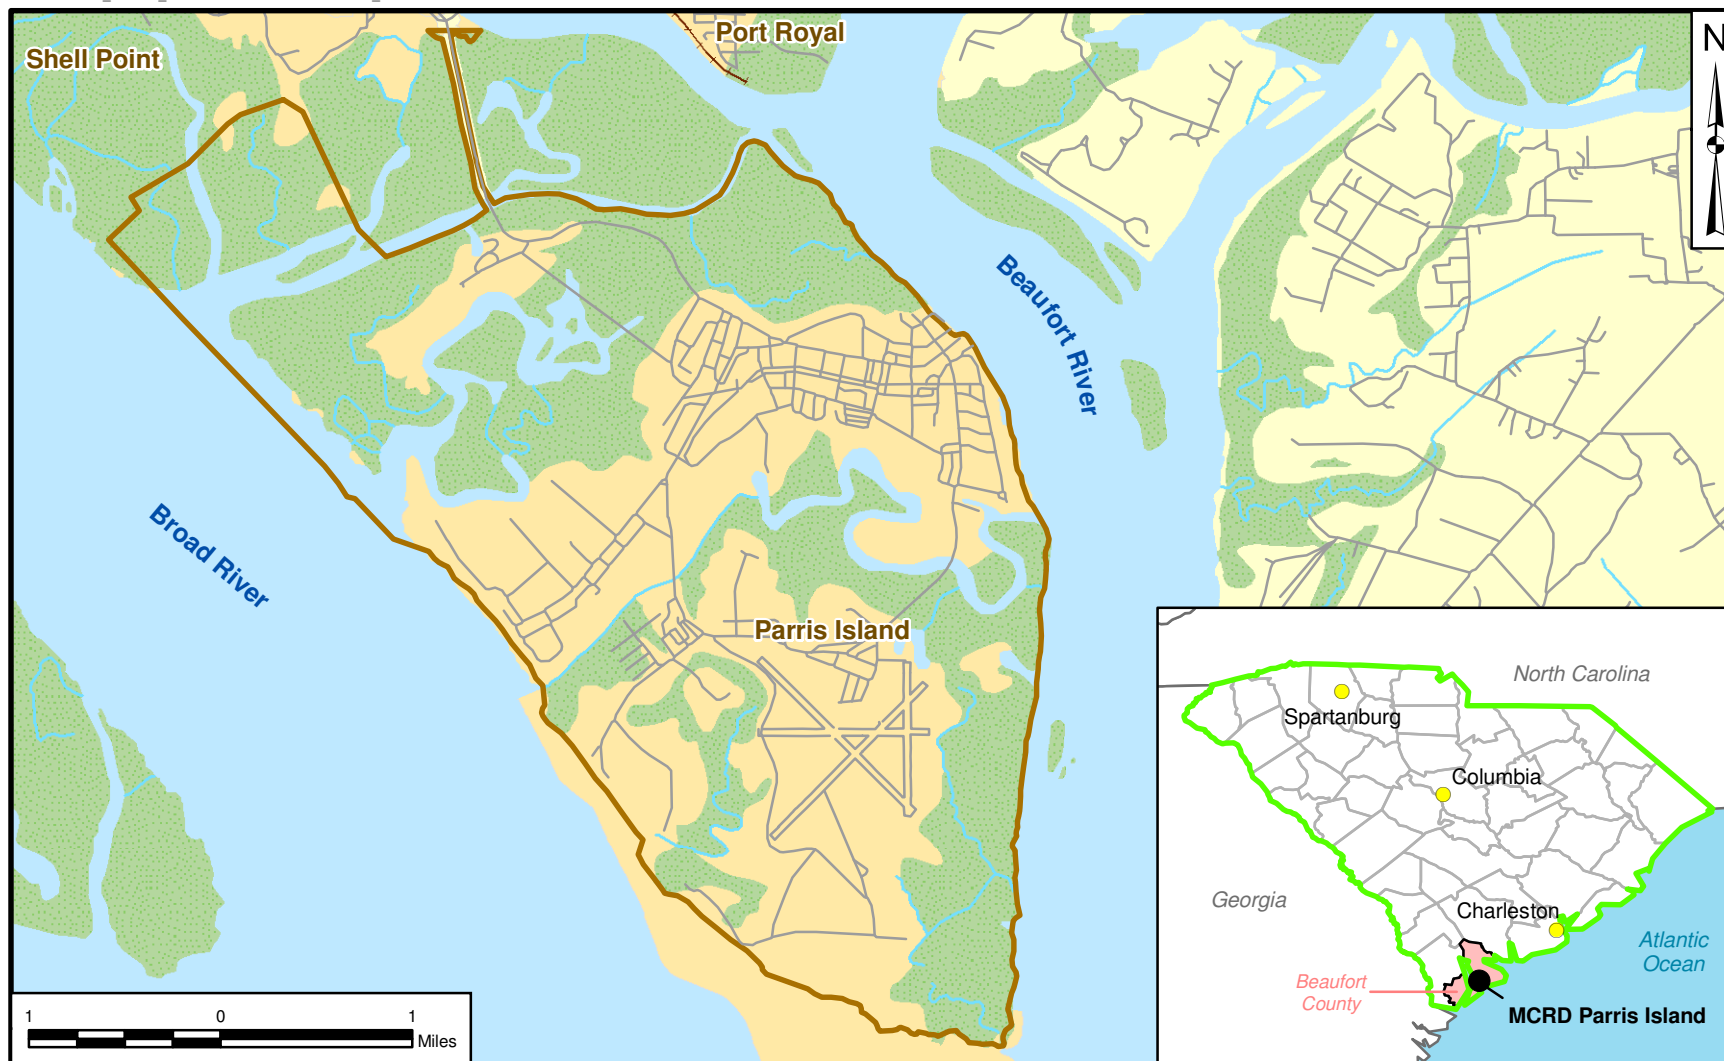 Shell Point
Port Royal
N
Beaufort River
Broad River
Parris Island
North Carolina
Spartanburg
Columbia
Georgia
Charleston
Atlantic
Ocean
Beaufort
County
MCRD Parris Island
1 0 1
Miles